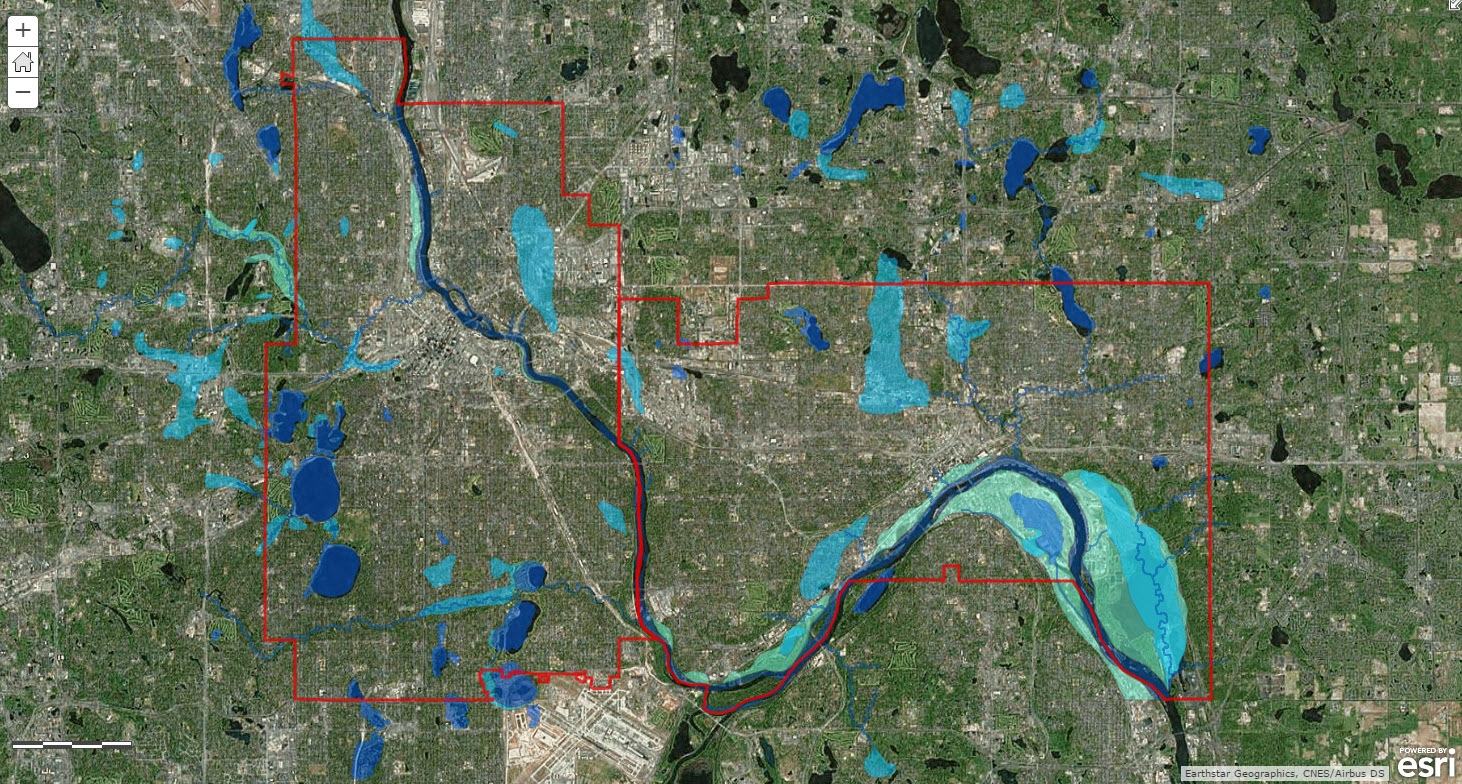 +
−
POWERED BY
esri
Earthstar Geographics, CNES/Airbus DS